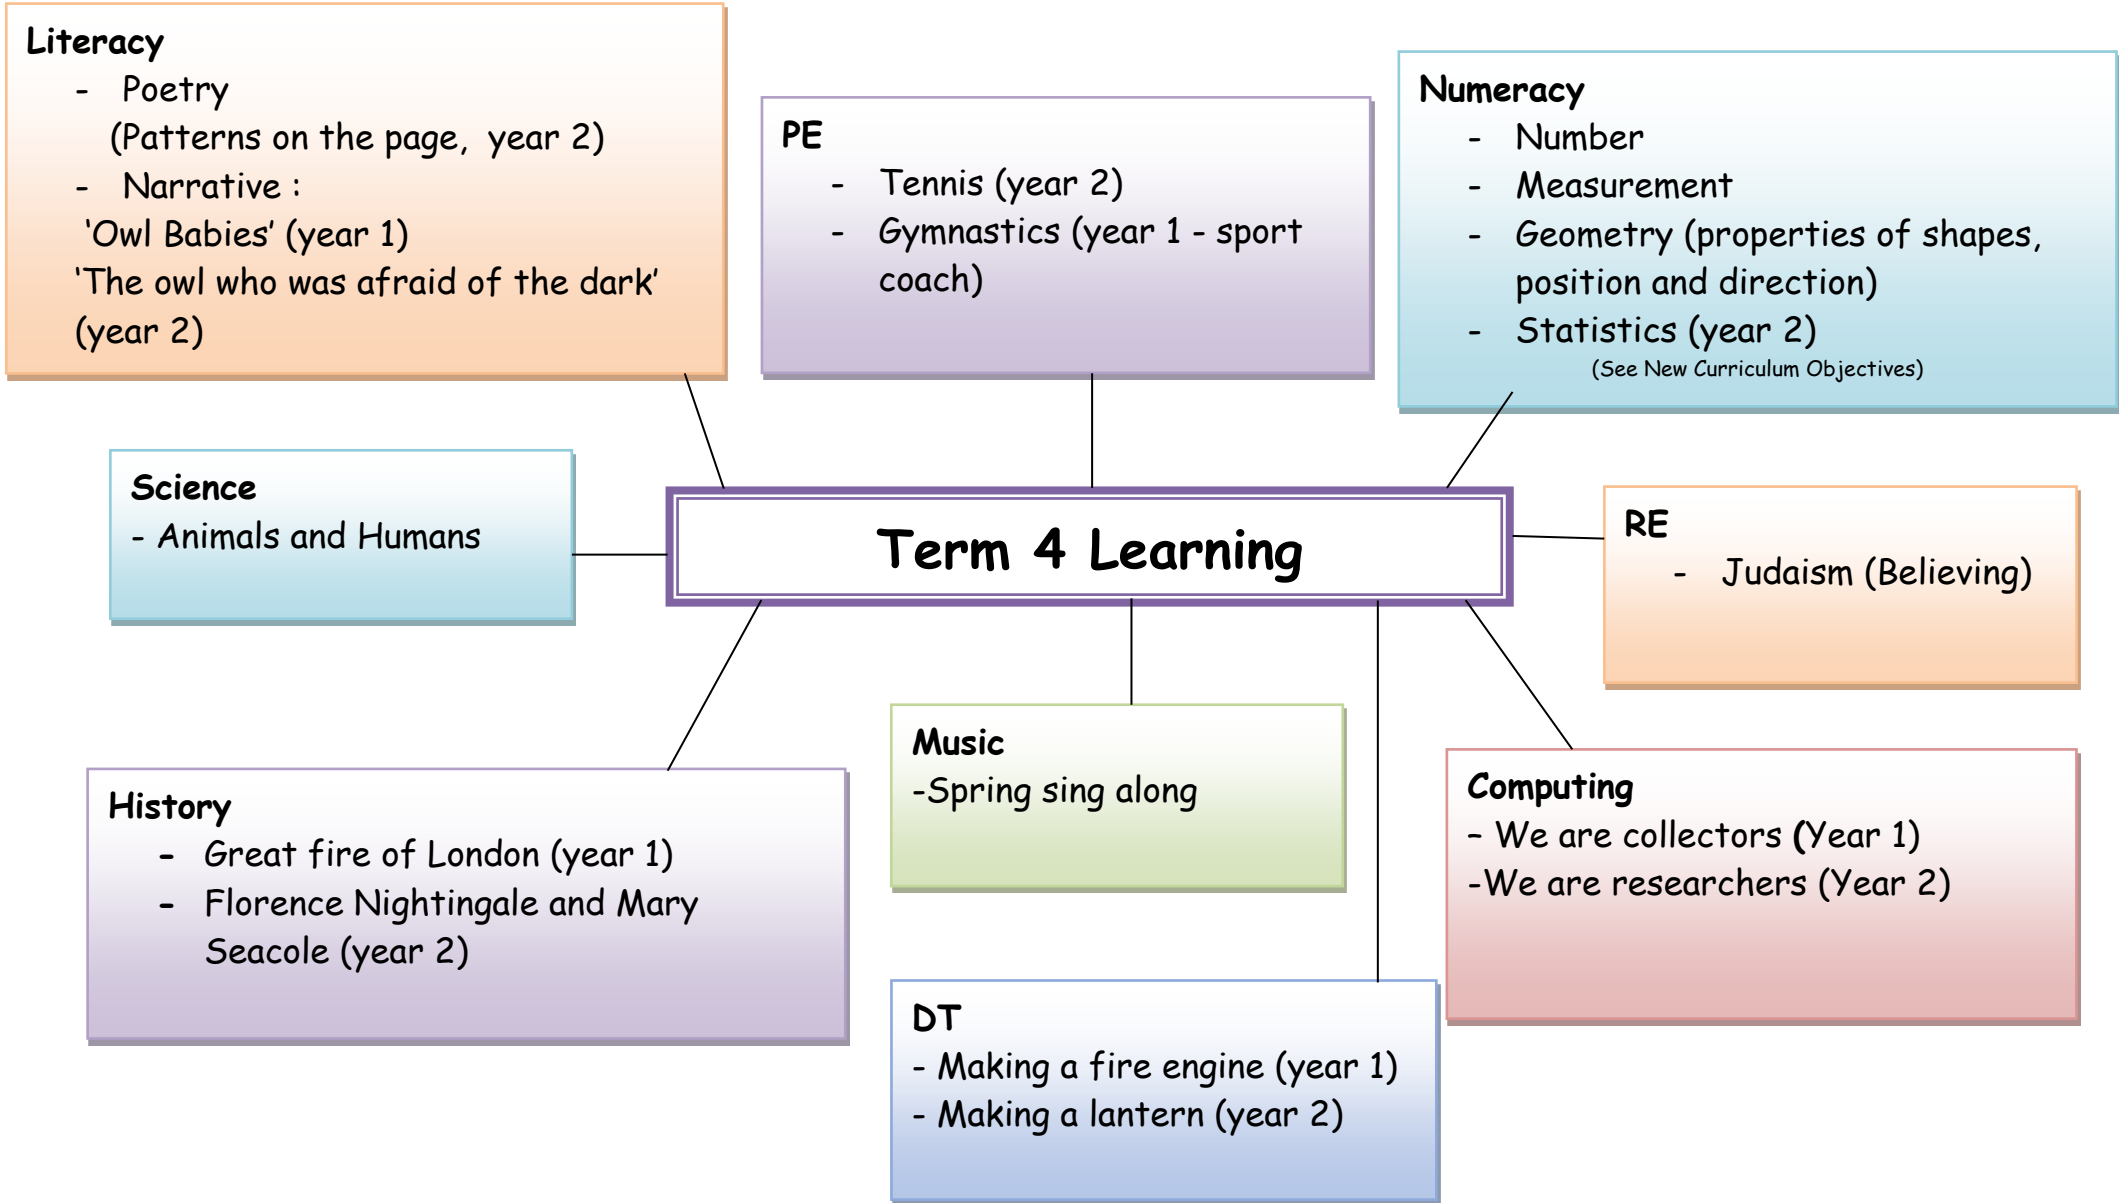 Literacy
- Poetry
(Patterns on the page, year 2)
- Narrative :
‘Owl Babies’ (year 1)
‘The owl who was afraid of the dark’
(year 2)
PE
- Tennis (year 2)
- Gymnastics (year 1 - sport
coach)
Numeracy
- Number
- Measurement
- Geometry (properties of shapes,
position and direction)
- Statistics (year 2)
(See New Curriculum Objectives)
Science
- Animals and Humans
Term 4 Learning
RE
- Judaism (Believing)
History
- Great fire of London (year 1)
- Florence Nightingale and Mary
Seacole (year 2)
Music
-Spring sing along
Computing
– We are collectors (Year 1)
-We are researchers (Year 2)
DT
- Making a fire engine (year 1)
- Making a lantern (year 2)